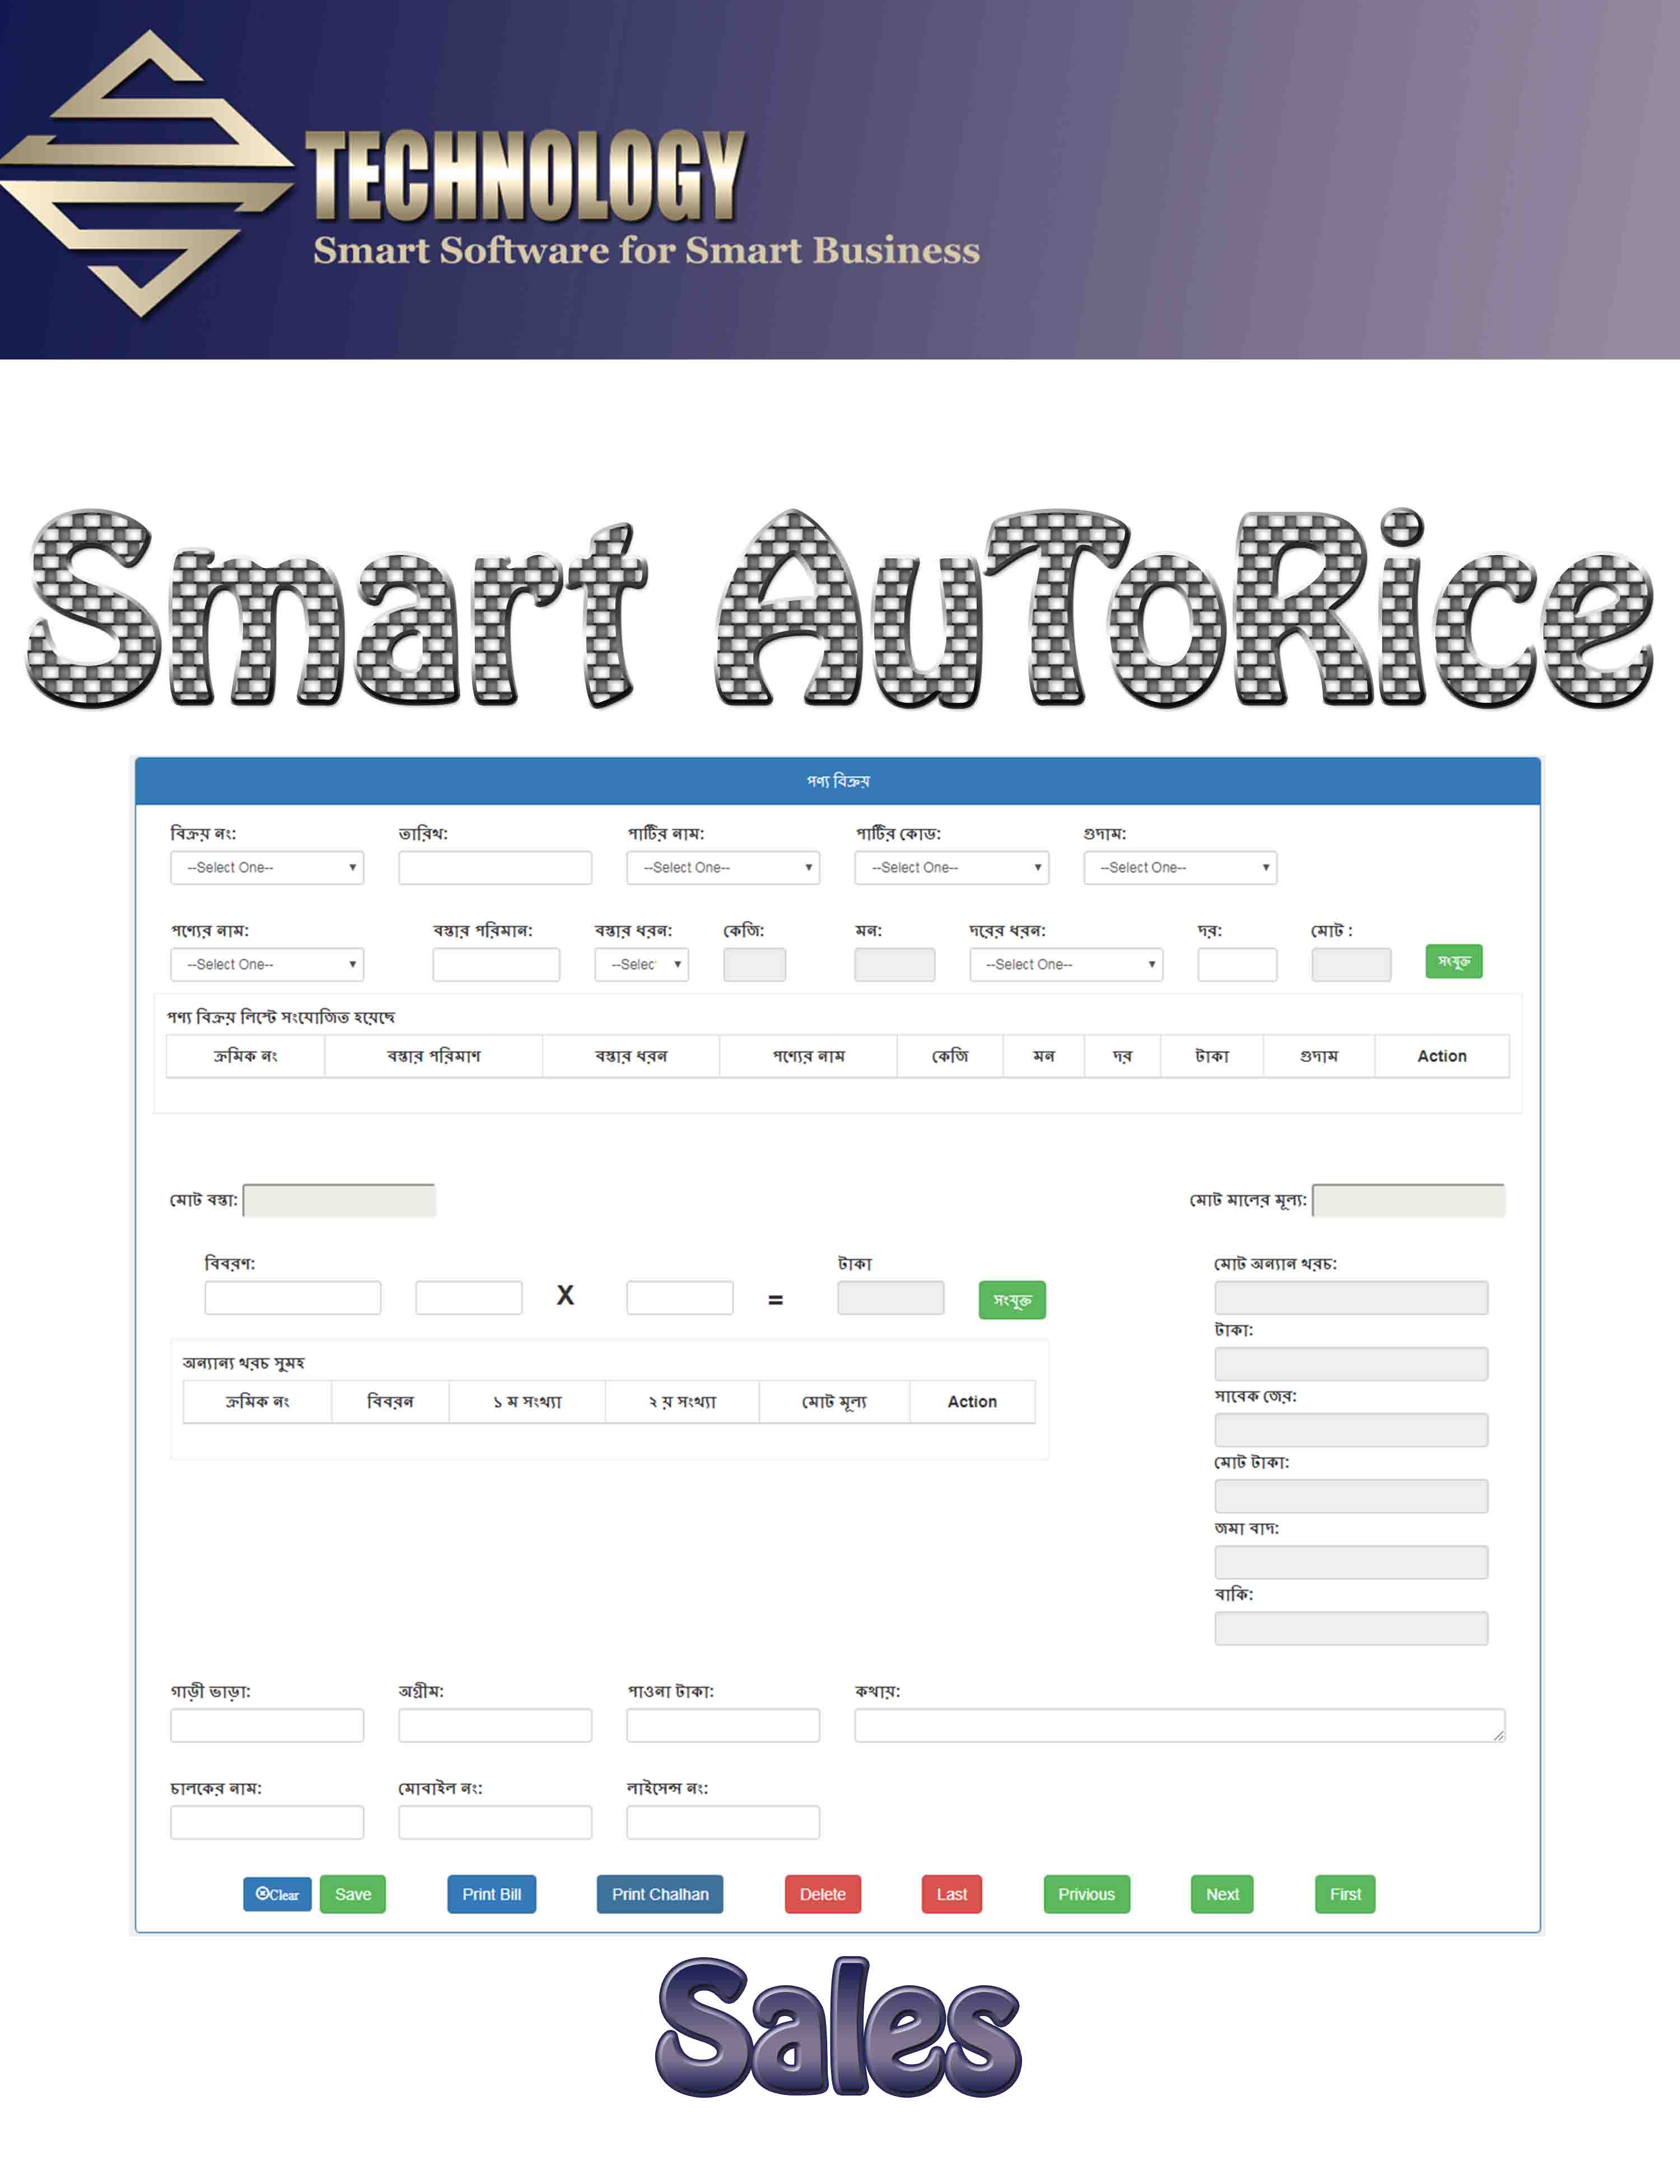 TECHNOLOGY
Smart Software for Smart Business
Smart AuToRice
পণ্য বিক্রয়
বিক্রয় নং: তারিখ: পার্টির নাম: পার্টির কোড: গুদাম:
--Select One-- --Select One-- --Select One-- --Select One--
পণ্যের নাম: বস্তার পরিমান: বস্তার ধরন: কেজি: মন: দরের ধরন: দর: মোট :
--Select One-- --Selec --Select One-- সংযুক্ত
পণ্য বিক্রয় লিস্টে সংযোজিত হয়েছে
ক্রমিক নং বস্তার পরিমাণ বস্তার ধরন পণ্যের নাম কেজি মন দর টাকা গুদাম Action
মোট বস্তা: মোট মালের মূল্য:
বিবরণ: টাকা মোট অন্যান খরচ:
X = সংযুক্ত
টাকা:
অন্যান্য খরচ সুমহ
সাবেক জের:
ক্রমিক নং বিবরন ১ ম সংখ্যা ২ য় সংখ্যা মোট মূল্য Action
মোট টাকা:
জমা বাদ:
বাকি:
গাড়ী ভাড়া: অগ্রীম: পাওনা টাকা: কথায়:
চালকের নাম: মোবাইল নং: লাইসেন্স নং:
Clear Save Print Bill Print Chalhan Delete Last Privious Next First
Sales